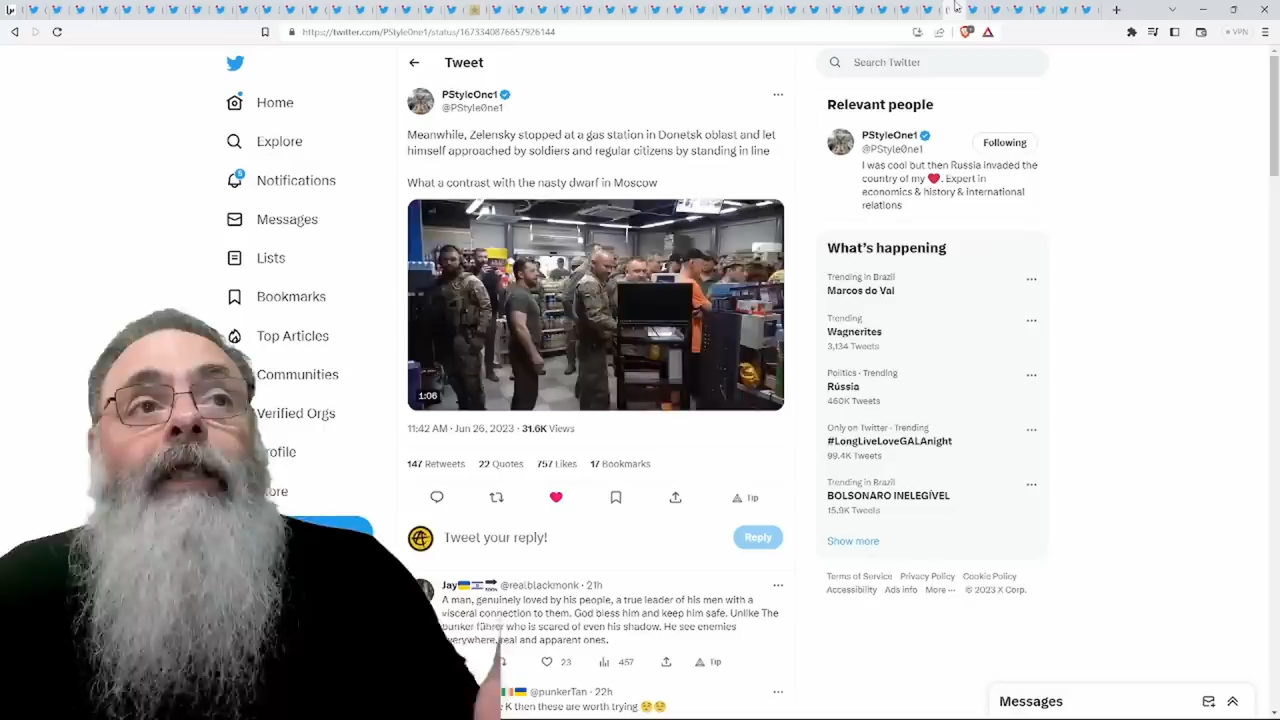 https://twitter.com/PStyle0ne1/status/1673340876657926144
VPN
Home
Explore
5
Notifications
Messages
Lists
Bookmarks
Top Articles
Communities
Verified Orgs
Tweet
PStyleOne1
@PStyle0ne1
Meanwhile, Zelensky stopped at a gas station in Donetsk oblast and let
himself approached by soldiers and regular citizens by standing in line
What a contrast with the nasty dwarf in Moscow
1:06
11:42 AM · Jun 26, 2023 · 31.6K Views
147 Retweets 22 Quotes 757 Likes 17 Bookmarks
Tip
Tweet your reply!
Reply
Jay @realblackmonk · 21h
A man, genuinely loved by his people, a true leader of his men with a
visceral connection to them. God bless him and keep him safe. Unlike The
who is scared of even his shadow. He see enemies
real and apparent ones.
23 457 Tip
@punkerTan · 22h
then these are worth trying
Search Twitter
Relevant people
PStyleOne1
@PStyle0ne1
Following
I was cool but then Russia invaded the
country of my ❤️. Expert in
economics & history & international
relations
What's happening
Trending in Brazil
Marcos do Val
Trending
Wagnerites
3,134 Tweets
Politics · Trending
Rússia
460K Tweets
Only on Twitter · Trending
#LongLiveLoveGALAnight
99.4K Tweets
Trending in Brazil
BOLSONARO INELEGÍVEL
15.9K Tweets
Show more
Terms of Service Privacy Policy Cookie Policy
Accessibility Ads info More ··· © 2023 X Corp.
Messages